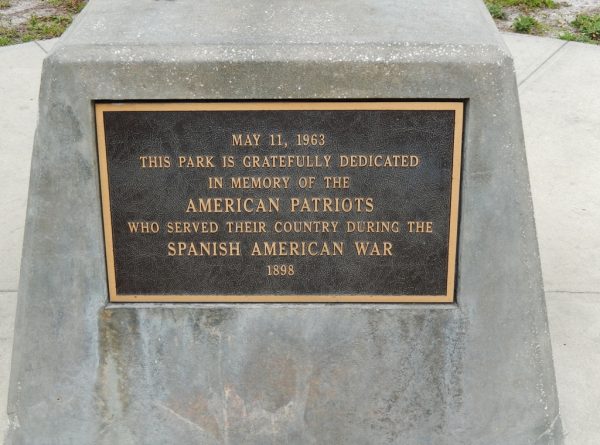 MAY 11, 1963
THIS PARK IS GRATEFULLY DEDICATED
IN MEMORY OF THE
AMERICAN PATRIOTS
WHO SERVED THEIR COUNTRY DURING THE
SPANISH AMERICAN WAR
1898